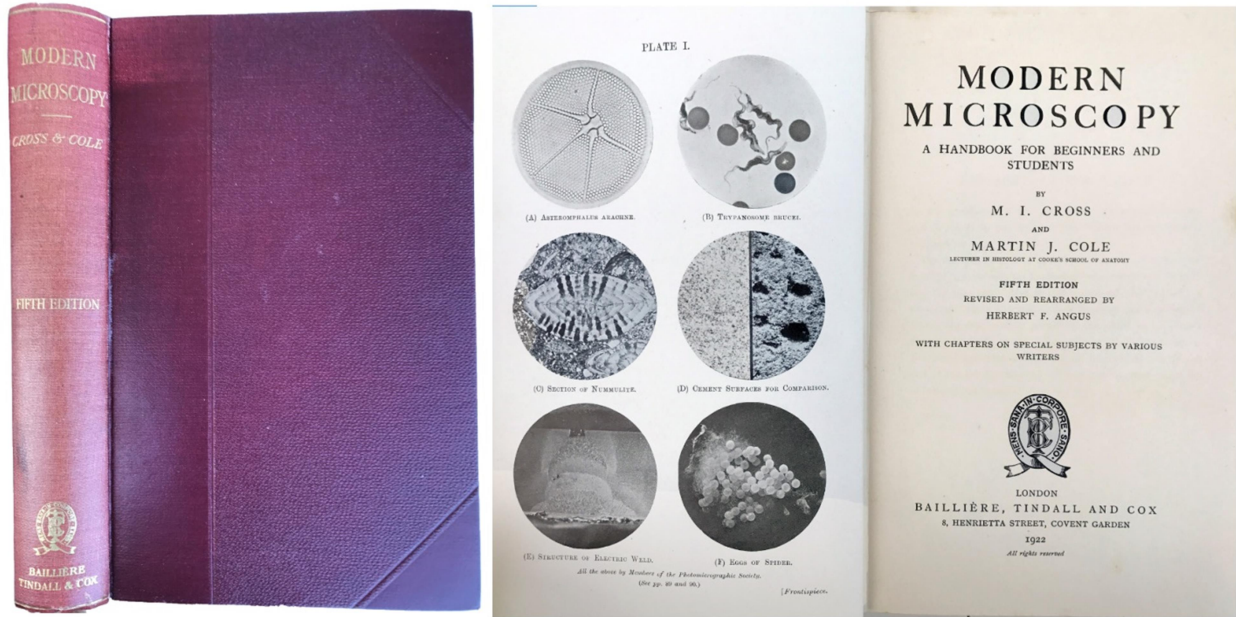 MODERN
MICROSCOPY
CROSS & COLE
FIFTH EDITION
BAILLIÈRE
TINDALL & COX
PLATE I.
(A) ASTEROMPHALUS ARACHNE.
(B) TRYPANOSOME BRUCEI.
(C) SECTION OF NUMMULITE.
(D) CEMENT SURFACES FOR COMPARISON.
(E) STRUCTURE OF ELECTRIC WELD.
(F) EGGS OF SPIDER.
All the above by Members of the Photomicrographic Society.
(See pp. 89 and 90.)
[Frontispiece.
MODERN
MICROSCOPY
A HANDBOOK FOR BEGINNERS AND
STUDENTS
BY
M. I. CROSS
AND
MARTIN J. COLE
LECTURER IN HISTOLOGY AT COOKE'S SCHOOL OF ANATOMY
FIFTH EDITION
REVISED AND REARRANGED BY
HERBERT F. ANGUS
WITH CHAPTERS ON SPECIAL SUBJECTS BY VARIOUS
WRITERS
MENS·SANA·IN·CORPORE·SANO
LONDON
BAILLIÈRE, TINDALL AND COX
8, HENRIETTA STREET, COVENT GARDEN
1922
All rights reserved